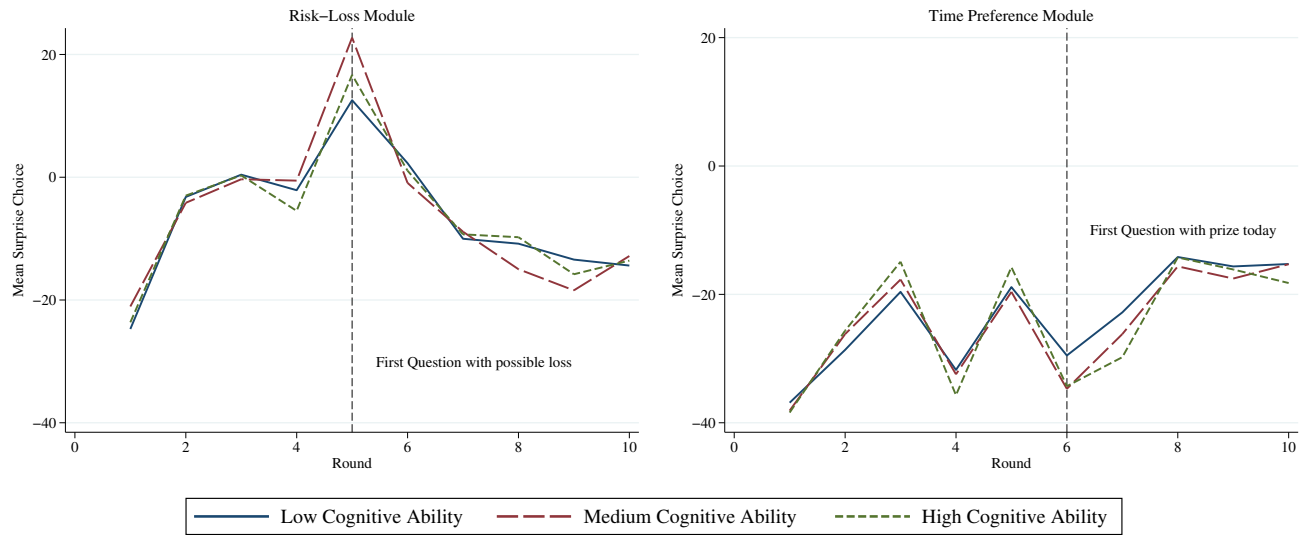 Risk−Loss Module
20
0
−20
−40
Mean Surprise Choice
First Question with possible loss
0 2 4 6 8 10
Round
Time Preference Module
20
0
−20
−40
Mean Surprise Choice
First Question with prize today
0 2 4 6 8 10
Round
Low Cognitive Ability Medium Cognitive Ability High Cognitive Ability